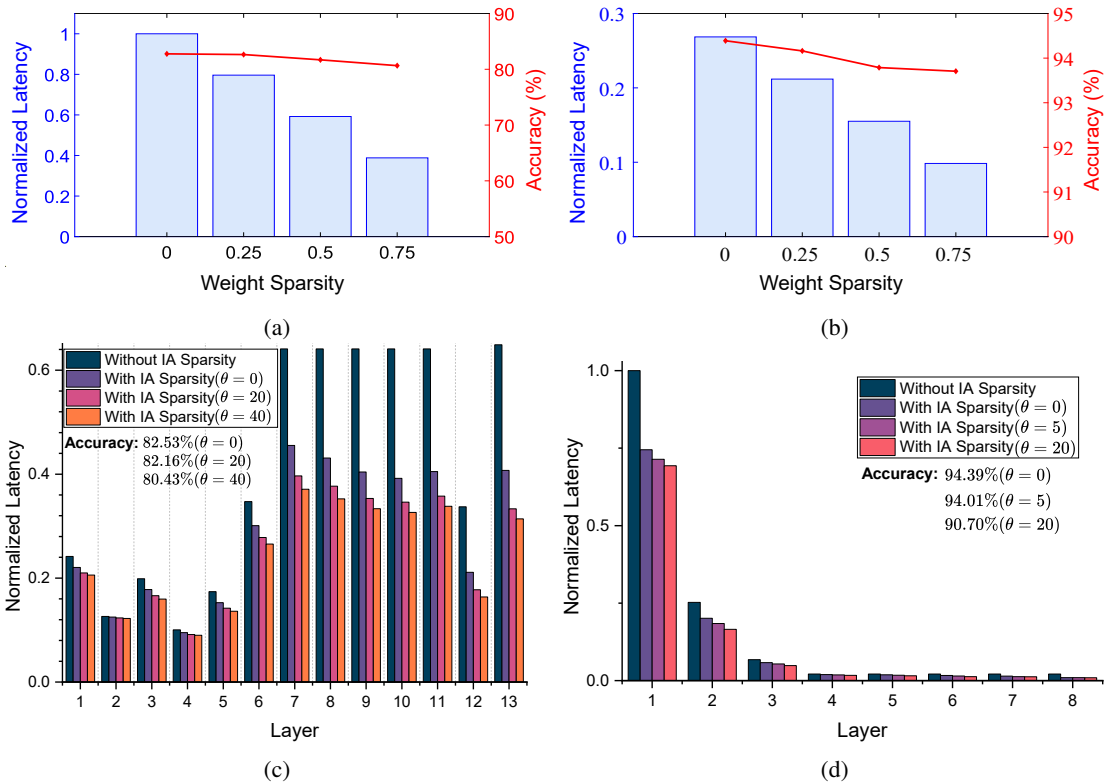 1
0.8
0.6
0.4
0.2
0
90
80
70
60
50
Normalized Latency
Accuracy (%)
0 0.25 0.5 0.75
Weight Sparsity
(a)
0.3
0.2
0.1
0
95
94
93
92
91
90
Normalized Latency
Accuracy (%)
0 0.25 0.5 0.75
Weight Sparsity
(b)
0.6
0.4
0.2
0.0
Normalized Latency
Without IA Sparsity
With IA Sparsity(θ = 0)
With IA Sparsity(θ = 20)
With IA Sparsity(θ = 40)
Accuracy: 82.53%(θ = 0)
82.16%(θ = 20)
80.43%(θ = 40)
1 2 3 4 5 6 7 8 9 10 11 12 13
Layer
(c)
1.0
0.5
0.0
Normalized Latency
Without IA Sparsity
With IA Sparsity(θ = 0)
With IA Sparsity(θ = 5)
With IA Sparsity(θ = 20)
Accuracy: 94.39%(θ = 0)
94.01%(θ = 5)
90.70%(θ = 20)
1 2 3 4 5 6 7 8
Layer
(d)